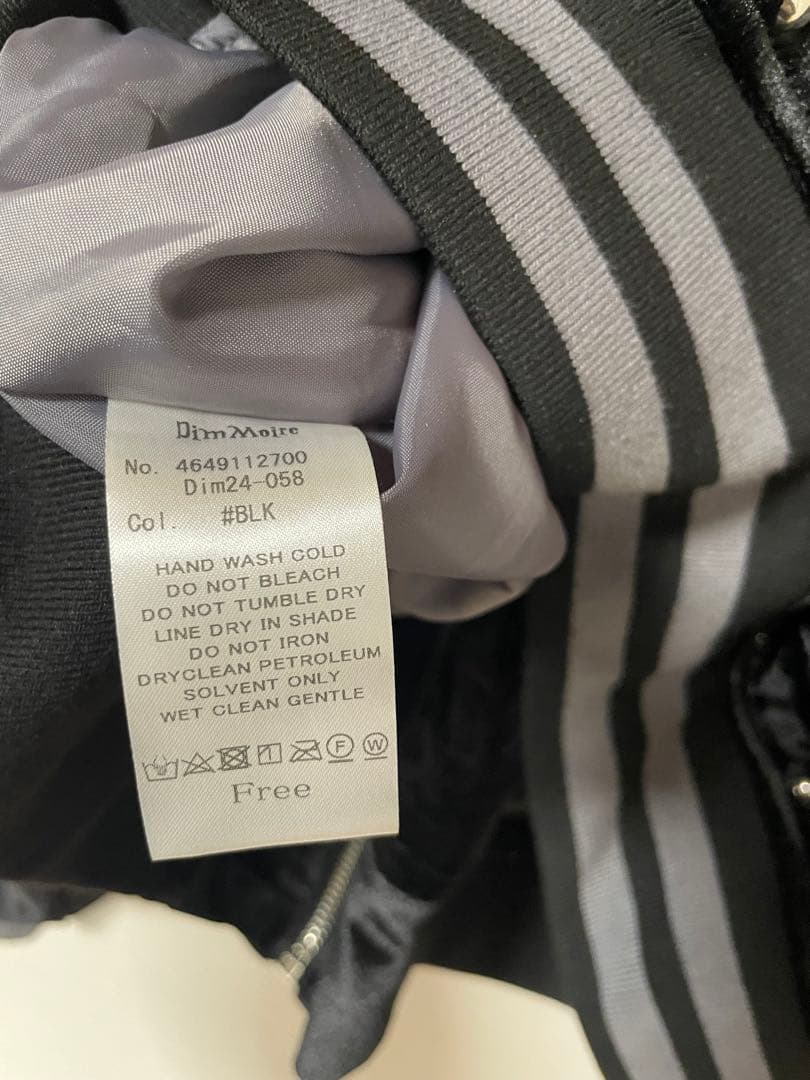 DimMoire
No. 4649112700
Dim24-058
Col. #BLK
HAND WASH COLD
DO NOT BLEACH
DO NOT TUMBLE DRY
LINE DRY IN SHADE
DO NOT IRON
DRYCLEAN PETROLEUM
SOLVENT ONLY
WET CLEAN GENTLE
F W
Free